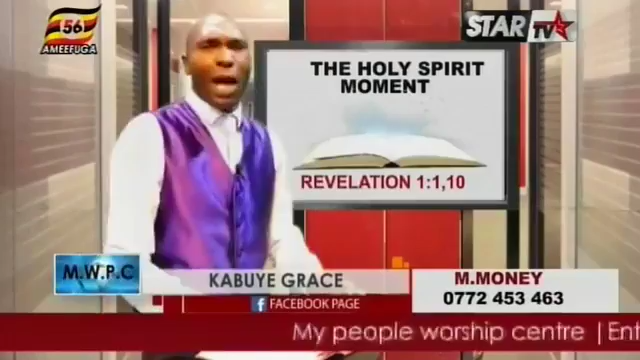 56
AMEEFUGA
STAR TV
THE HOLY SPIRIT
MOMENT
REVELATION 1:1,10
M.W.P.C
KABUYE GRACE
FACEBOOK PAGE
M.MONEY
0772 453 463
My people worship centre | Ent